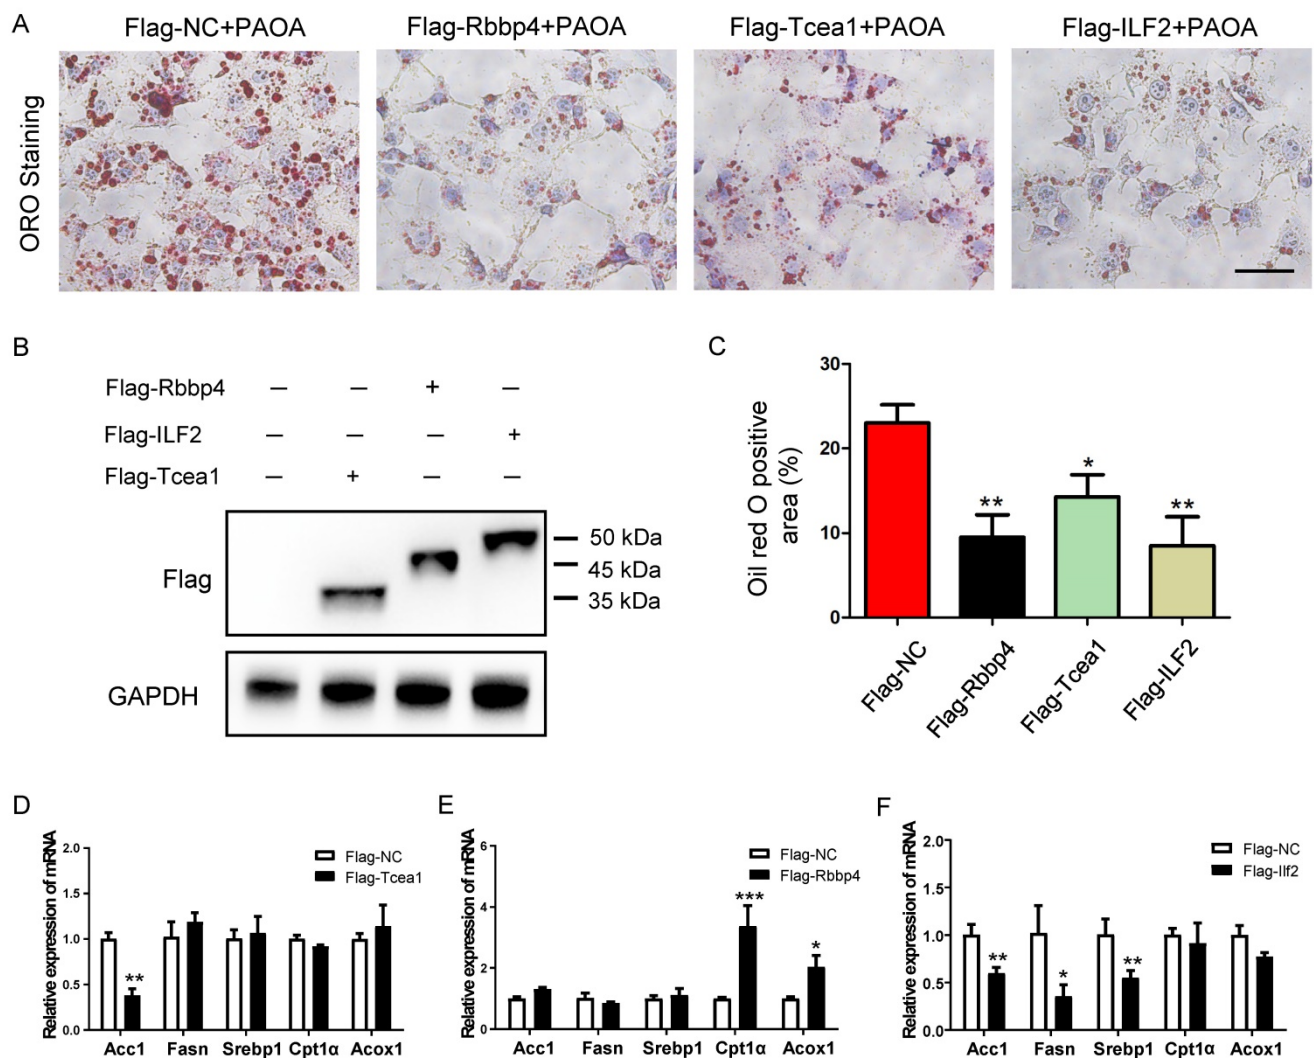 A
Flag-NC+PAOA
Flag-Rbbp4+PAOA
Flag-Tcea1+PAOA
Flag-ILF2+PAOA
ORO Staining
B
Flag-Rbbp4 – – + –
Flag-ILF2 – – – +
Flag-Tcea1 – + – –
Flag
50 kDa
45 kDa
35 kDa
GAPDH
C
Oil red O positive
area (%)
30
20
10
0
**
*
**
Flag-NC
Flag-Rbbp4
Flag-Tcea1
Flag-ILF2
D
Relative expression of mRNA
2.0
1.5
1.0
0.5
0.0
Flag-NC
Flag-Tcea1
**
Acc1 Fasn Srebp1 Cpt1α Acox1
E
Relative expression of mRNA
6
4
2
0
Flag-NC
Flag-Rbbp4
***
*
Acc1 Fasn Srebp1 Cpt1α Acox1
F
Relative expression of mRNA
2.0
1.5
1.0
0.5
0.0
Flag-NC
Flag-Ilf2
**
*
**
Acc1 Fasn Srebp1 Cpt1α Acox1